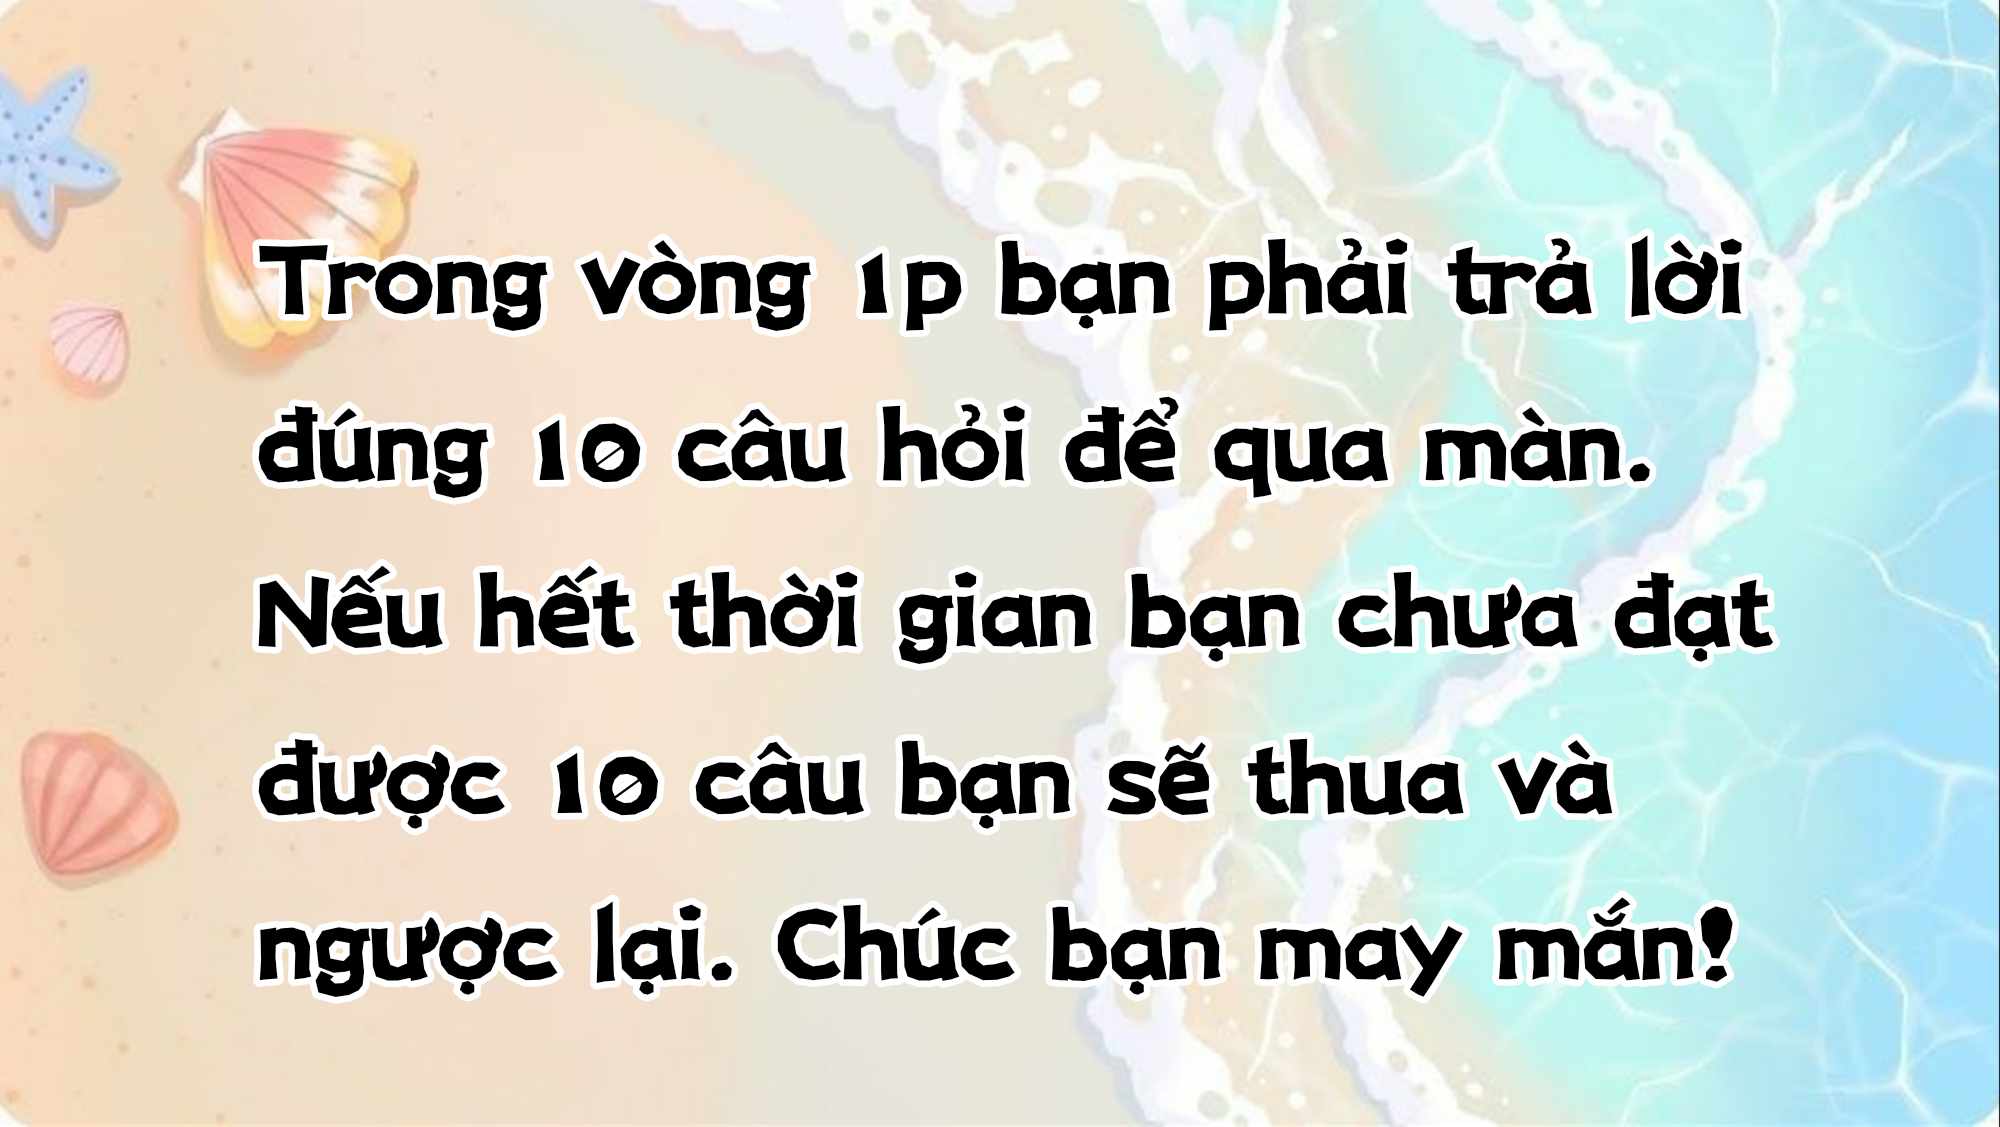 Trong vòng 1p bạn phải trả lời
đúng 10 câu hỏi để qua màn.
Nếu hết thời gian bạn chưa đạt
được 10 câu bạn sẽ thua và
ngược lại. Chúc bạn may mắn!